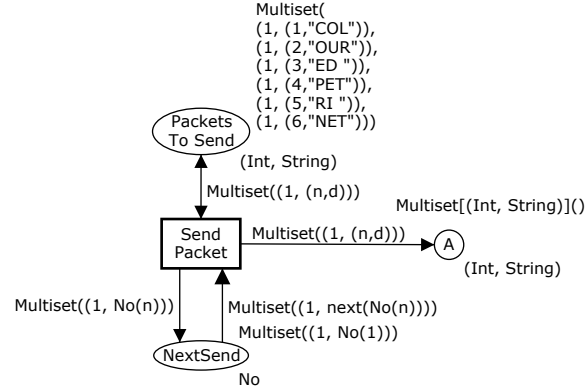 Multiset(
(
(1, (1,"COL")),
(1, (2,"OUR")),
(1, (3,"ED ")),
(1, (4,"PET")),
(1, (5,"RI ")),
(1, (6,"NET")))
Packets
To Send
(Int, String)
Multiset((1, (n,d)))
Multiset[(Int, String)]()
Send
Packet
Multiset((1, (n,d)))
A
(Int, String)
Multiset((1, No(n)))
Multiset((1, next(No(n))))
Multiset((1, No(1)))
NextSend
No